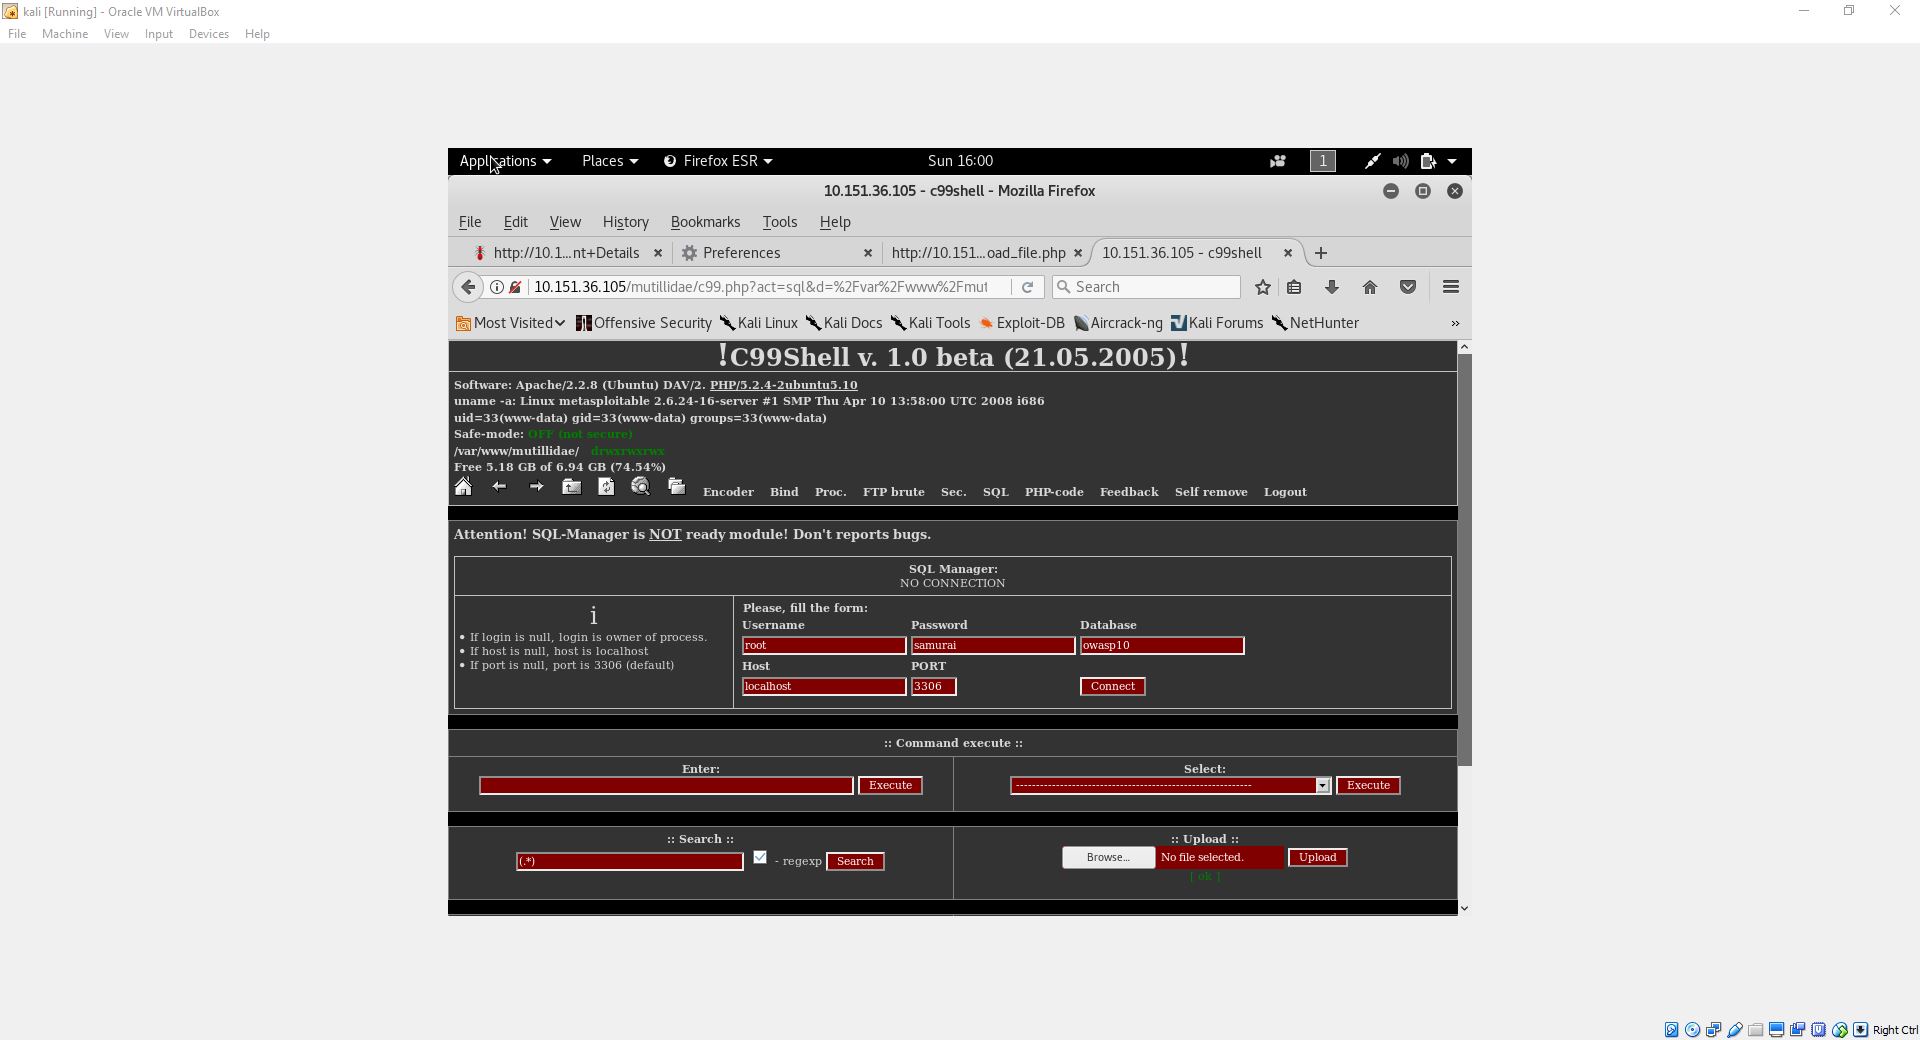 kali [Running] - Oracle VM VirtualBox
File Machine View Input Devices Help
Applications Places Firefox ESR Sun 16:00 1
10.151.36.105 - c99shell - Mozilla Firefox
File Edit View History Bookmarks Tools Help
http://10.1...nt+Details Preferences http://10.151...oad_file.php 10.151.36.105 - c99shell
10.151.36.105/mutillidae/c99.php?act=sql&d=%2Fvar%2Fwww%2Fmut Search
Most Visited Offensive Security Kali Linux Kali Docs Kali Tools Exploit-DB Aircrack-ng Kali Forums NetHunter »
!C99Shell v. 1.0 beta (21.05.2005)!
Software: Apache/2.2.8 (Ubuntu) DAV/2. PHP/5.2.4-2ubuntu5.10
uname -a: Linux metasploitable 2.6.24-16-server #1 SMP Thu Apr 10 13:58:00 UTC 2008 i686
uid=33(www-data) gid=33(www-data) groups=33(www-data)
Safe-mode: OFF (not secure)
/var/www/mutillidae/ drwxrwxrwx
Free 5.18 GB of 6.94 GB (74.54%)
Encoder Bind Proc. FTP brute Sec. SQL PHP-code Feedback Self remove Logout
Attention! SQL-Manager is NOT ready module! Don't reports bugs.
SQL Manager:
NO CONNECTION
i
• If login is null, login is owner of process.
• If host is null, host is localhost
• If port is null, port is 3306 (default)
Please, fill the form:
Username Password Database
root samurai owasp10
Host PORT
localhost 3306 Connect
:: Command execute ::
Enter: Select:
Execute ----------------------------------------------------------- Execute
:: Search :: :: Upload ::
(.*) - regexp Search Browse... No file selected. Upload
[ ok ]
Right Ctrl